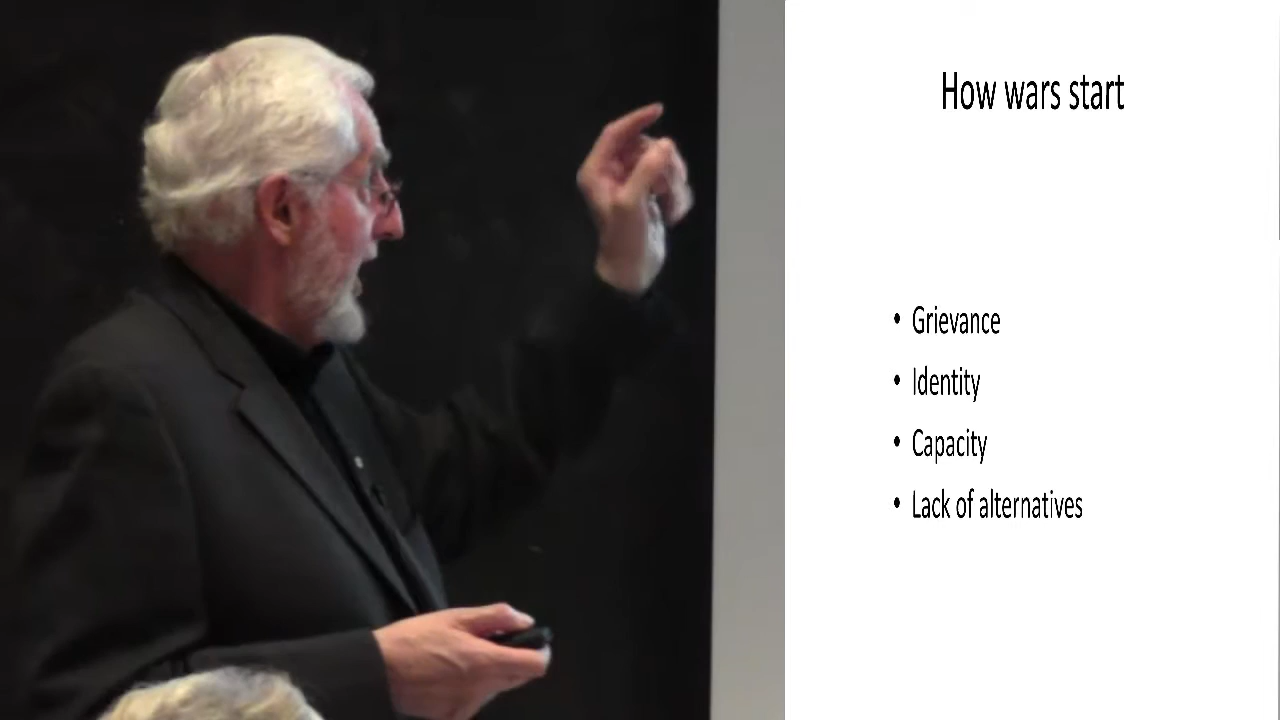 How wars start
• Grievance
• Identity
• Capacity
• Lack of alternatives